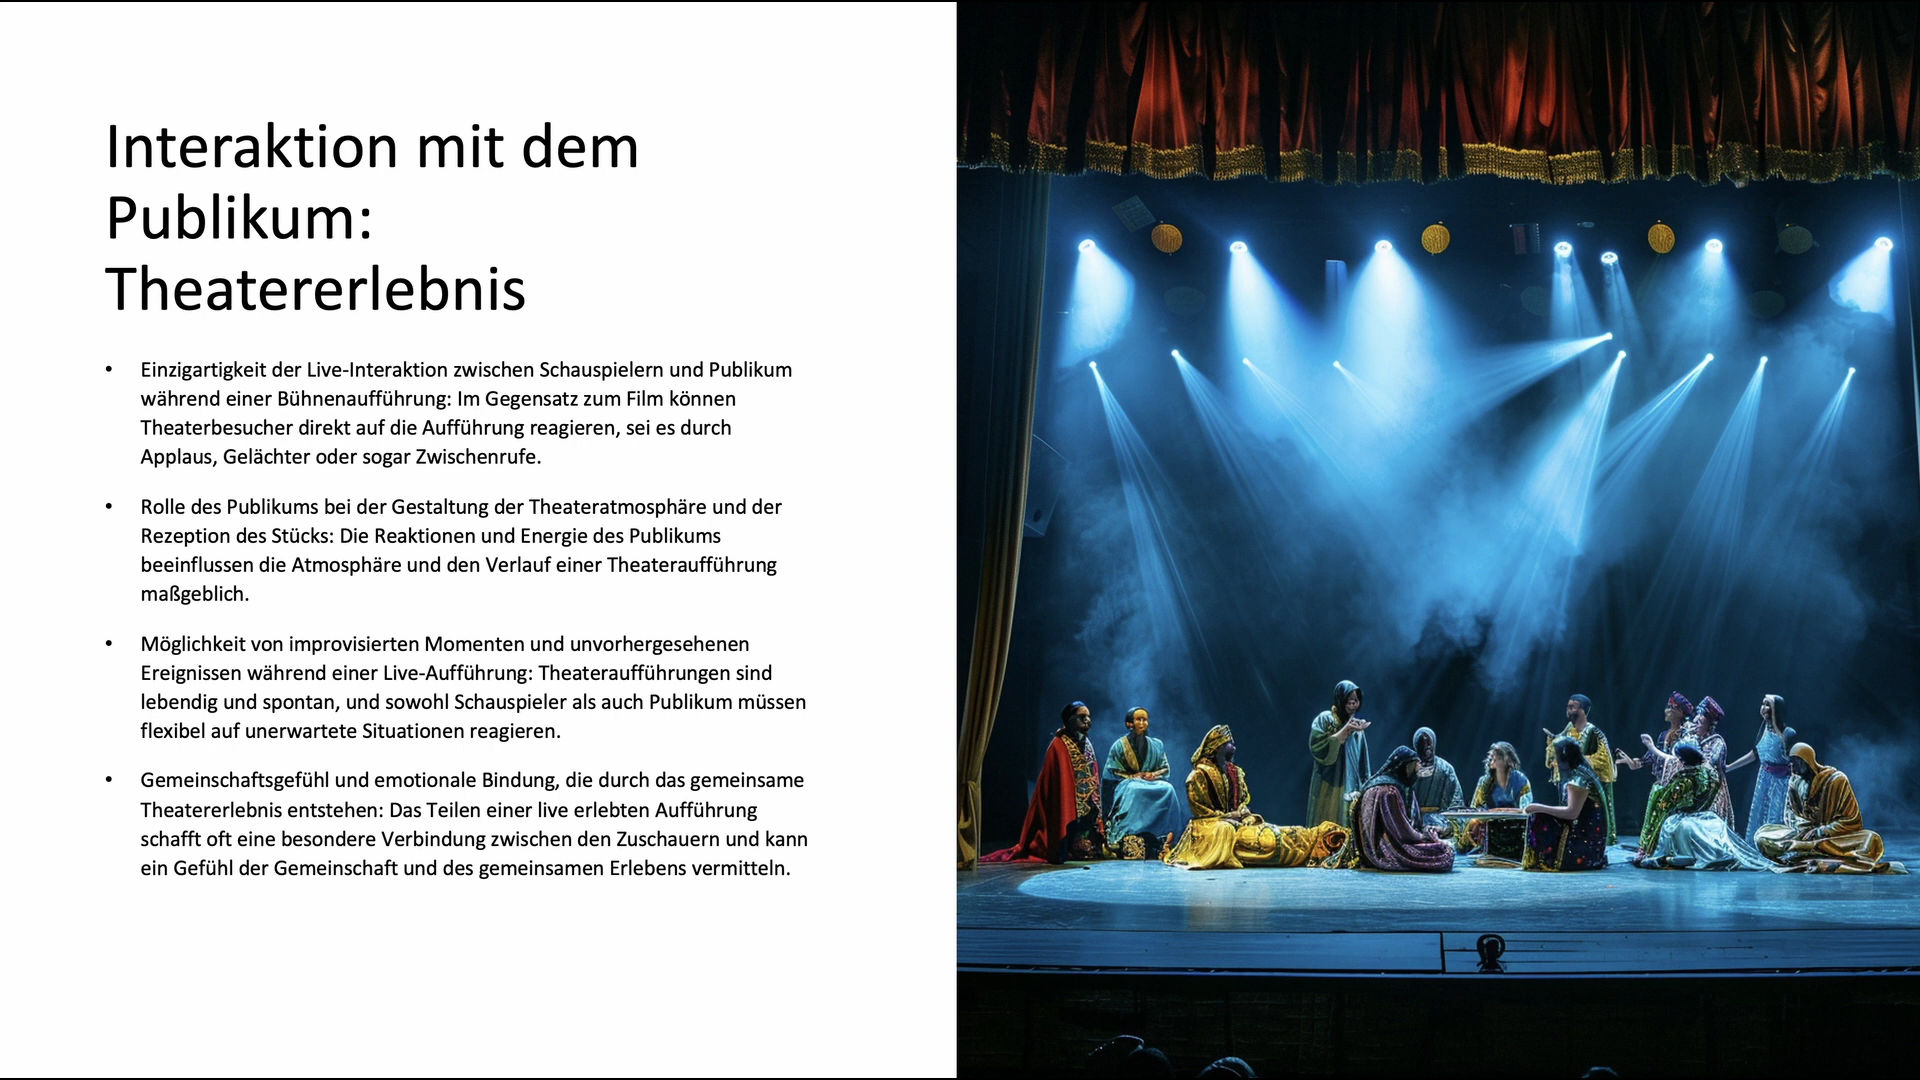 Interaktion mit dem
Publikum:
Theatererlebnis
• Einzigartigkeit der Live-Interaktion zwischen Schauspielern und Publikum
während einer Bühnenaufführung: Im Gegensatz zum Film können
Theaterbesucher direkt auf die Aufführung reagieren, sei es durch
Applaus, Gelächter oder sogar Zwischenrufe.
• Rolle des Publikums bei der Gestaltung der Theateratmosphäre und der
Rezeption des Stücks: Die Reaktionen und Energie des Publikums
beeinflussen die Atmosphäre und den Verlauf einer Theateraufführung
maßgeblich.
• Möglichkeit von improvisierten Momenten und unvorhergesehenen
Ereignissen während einer Live-Aufführung: Theateraufführungen sind
lebendig und spontan, und sowohl Schauspieler als auch Publikum müssen
flexibel auf unerwartete Situationen reagieren.
• Gemeinschaftsgefühl und emotionale Bindung, die durch das gemeinsame
Theatererlebnis entstehen: Das Teilen einer live erlebten Aufführung
schafft oft eine besondere Verbindung zwischen den Zuschauern und kann
ein Gefühl der Gemeinschaft und des gemeinsamen Erlebens vermitteln.